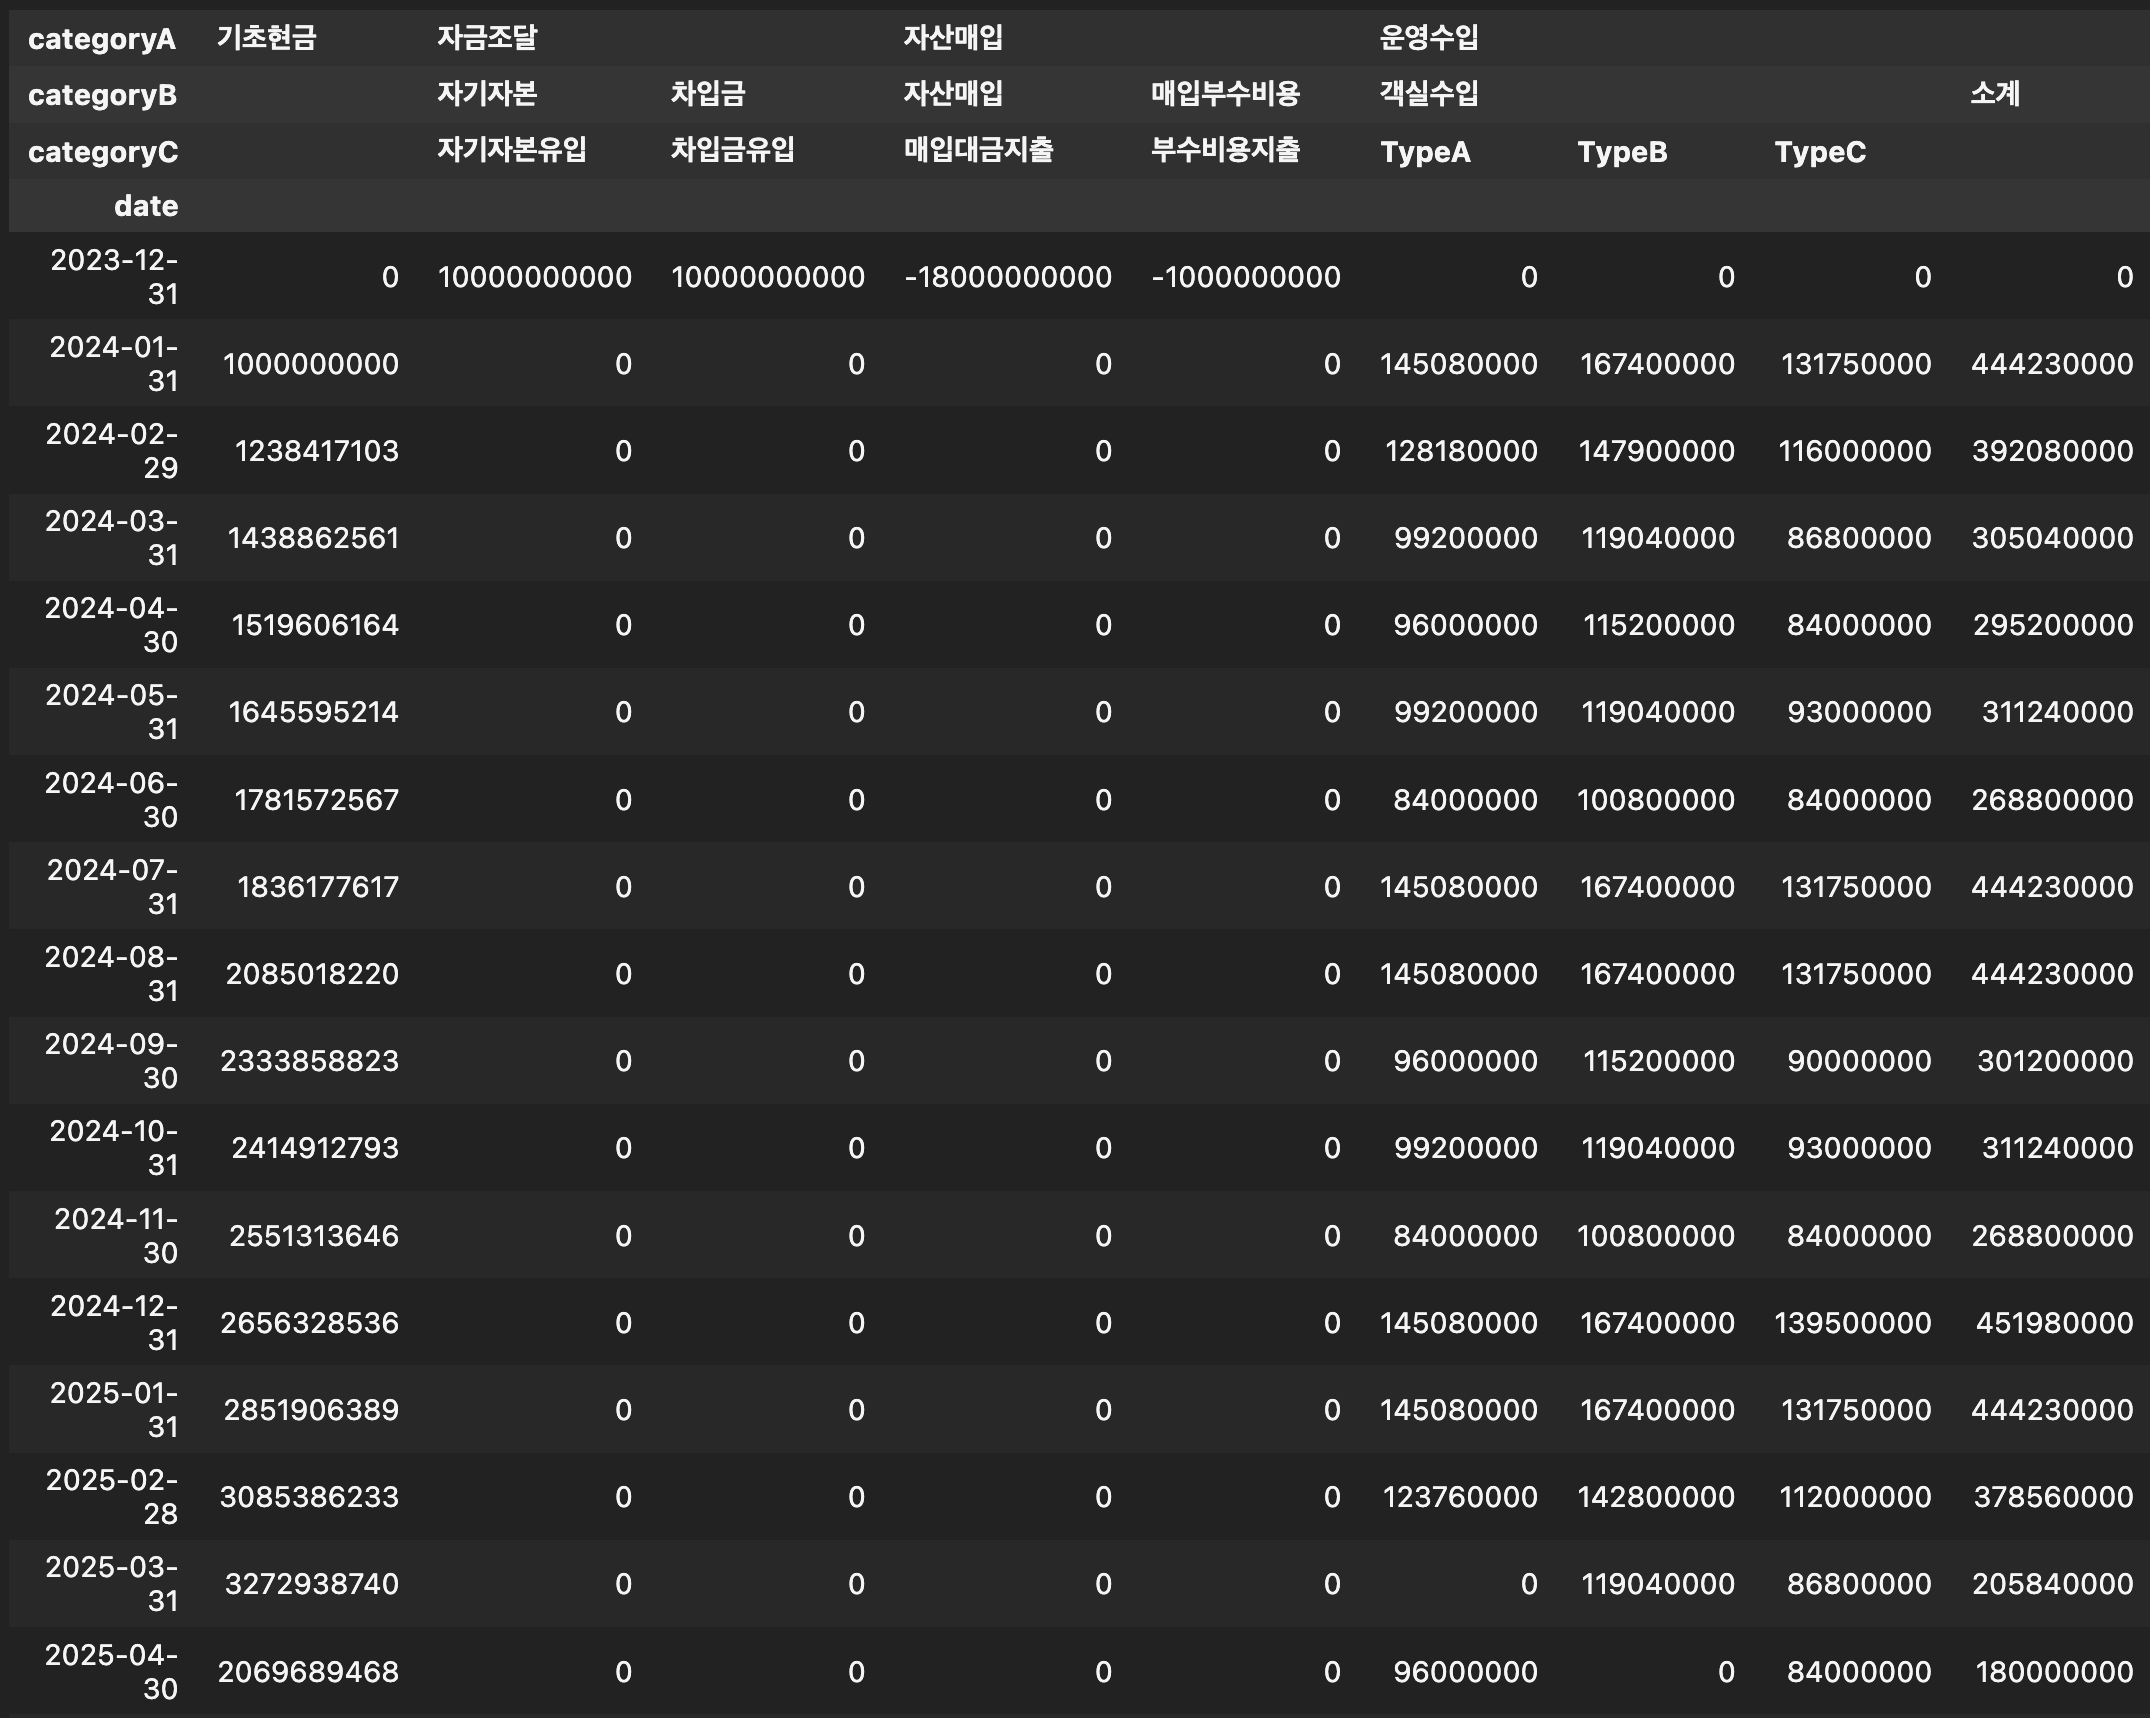 categoryA 기초현금 자금조달 자산매입 운영수입
categoryB 자기자본 차입금 자산매입 매입부수비용 객실수입 소계
categoryC 자기자본유입 차입금유입 매입대금지출 부수비용지출 TypeA TypeB TypeC
date
2023-12-
31 0 10000000000 10000000000 -18000000000 -1000000000 0 0 0 0
2024-01-
31 1000000000 0 0 0 0 145080000 167400000 131750000 444230000
2024-02-
29 1238417103 0 0 0 0 128180000 147900000 116000000 392080000
2024-03-
31 1438862561 0 0 0 0 99200000 119040000 86800000 305040000
2024-04-
30 1519606164 0 0 0 0 96000000 115200000 84000000 295200000
2024-05-
31 1645595214 0 0 0 0 99200000 119040000 93000000 311240000
2024-06-
30 1781572567 0 0 0 0 84000000 100800000 84000000 268800000
2024-07-
31 1836177617 0 0 0 0 145080000 167400000 131750000 444230000
2024-08-
31 2085018220 0 0 0 0 145080000 167400000 131750000 444230000
2024-09-
30 2333858823 0 0 0 0 96000000 115200000 90000000 301200000
2024-10-
31 2414912793 0 0 0 0 99200000 119040000 93000000 311240000
2024-11-
30 2551313646 0 0 0 0 84000000 100800000 84000000 268800000
2024-12-
31 2656328536 0 0 0 0 145080000 167400000 139500000 451980000
2025-01-
31 2851906389 0 0 0 0 145080000 167400000 131750000 444230000
2025-02-
28 3085386233 0 0 0 0 123760000 142800000 112000000 378560000
2025-03-
31 3272938740 0 0 0 0 0 119040000 86800000 205840000
2025-04-
30 2069689468 0 0 0 0 96000000 0 84000000 180000000